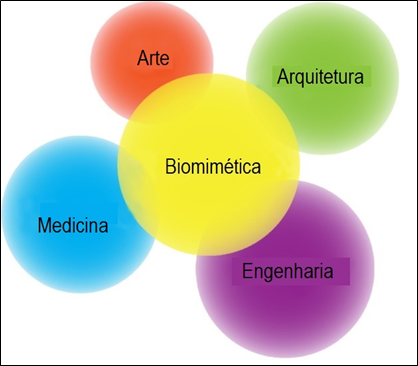 Arte
Arquitetura
Biomimética
Medicina
Engenharia